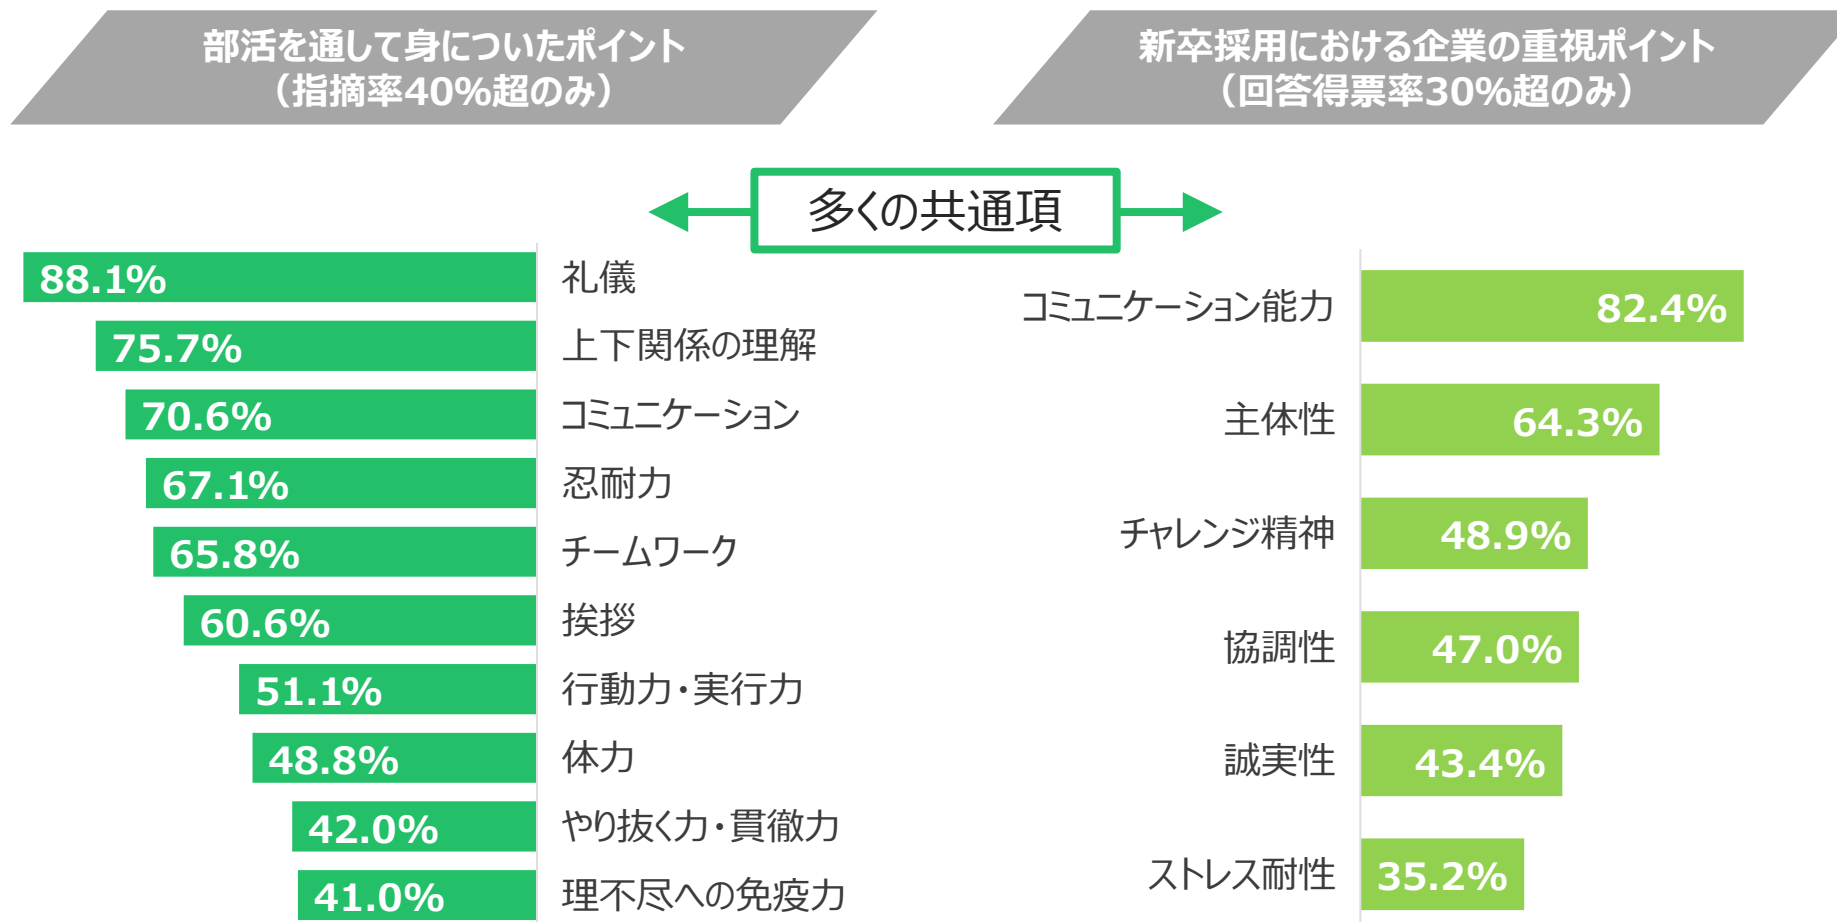 部活を通して身についたポイント
（指摘率40%超のみ）
新卒採用における企業の重視ポイント
（回答得票率30%超のみ）
多くの共通項
88.1% 礼儀
75.7% 上下関係の理解
70.6% コミュニケーション
67.1% 忍耐力
65.8% チームワーク
60.6% 挨拶
51.1% 行動力・実行力
48.8% 体力
42.0% やり抜く力・貫徹力
41.0% 理不尽への免疫力
コミュニケーション能力 82.4%
主体性 64.3%
チャレンジ精神 48.9%
協調性 47.0%
誠実性 43.4%
ストレス耐性 35.2%